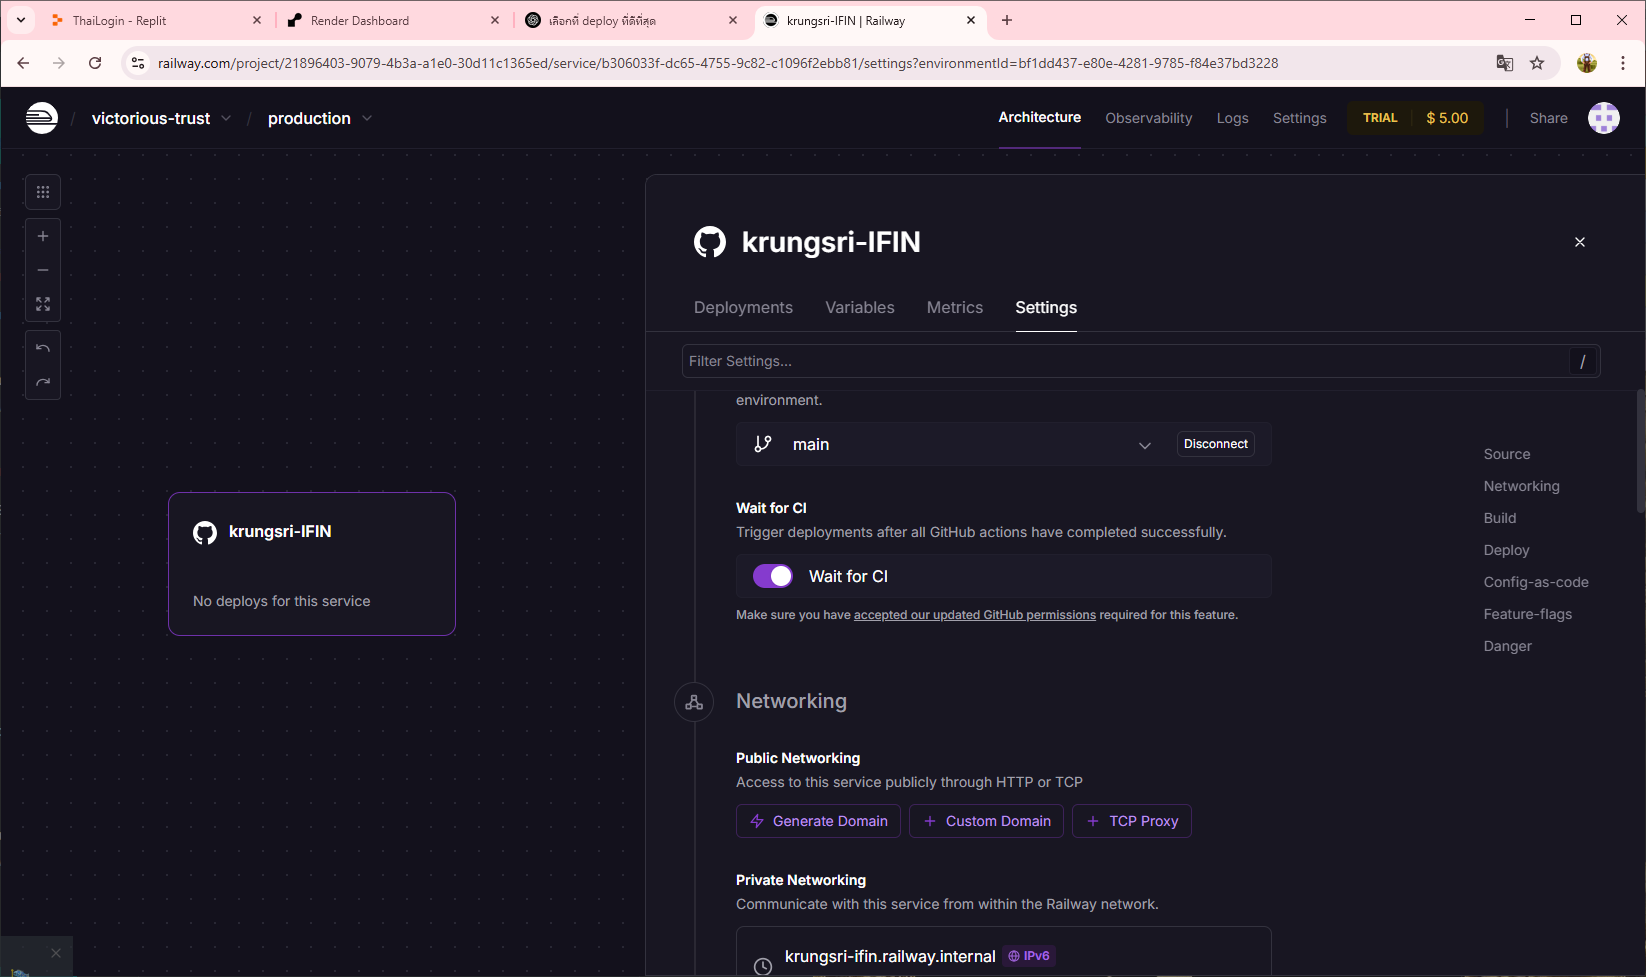 ThaiLogin - Replit
Render Dashboard
เลือกที่ deploy ที่ดีที่สุด
krungsri-IFIN | Railway
railway.com/project/21896403-9079-4b3a-a1e0-30d11c1365ed/service/b306033f-dc65-4755-9c82-c1096f2ebb81/settings?environmentId=bf1dd437-e80e-4281-9785-f84e37bd3228
/ victorious-trust / production
Architecture Observability Logs Settings TRIAL $ 5.00 Share
krungsri-IFIN
Deployments Variables Metrics Settings
Filter Settings... /
environment.
main Disconnect
Wait for CI
Trigger deployments after all GitHub actions have completed successfully.
Wait for CI
Make sure you have accepted our updated GitHub permissions required for this feature.
Networking
Public Networking
Access to this service publicly through HTTP or TCP
Generate Domain + Custom Domain + TCP Proxy
Private Networking
Communicate with this service from within the Railway network.
krungsri-ifin.railway.internal IPv6
Source
Networking
Build
Deploy
Config-as-code
Feature-flags
Danger
krungsri-IFIN
No deploys for this service